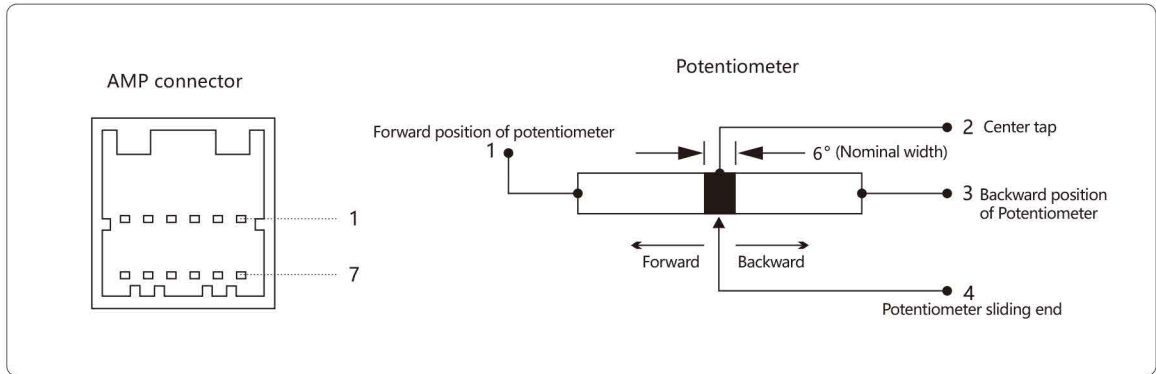 AMP connector
1
7
Potentiometer
Forward position of potentiometer
1
2 Center tap
6° (Nominal width)
3 Backward position
of Potentiometer
Forward
Backward
4
Potentiometer sliding end